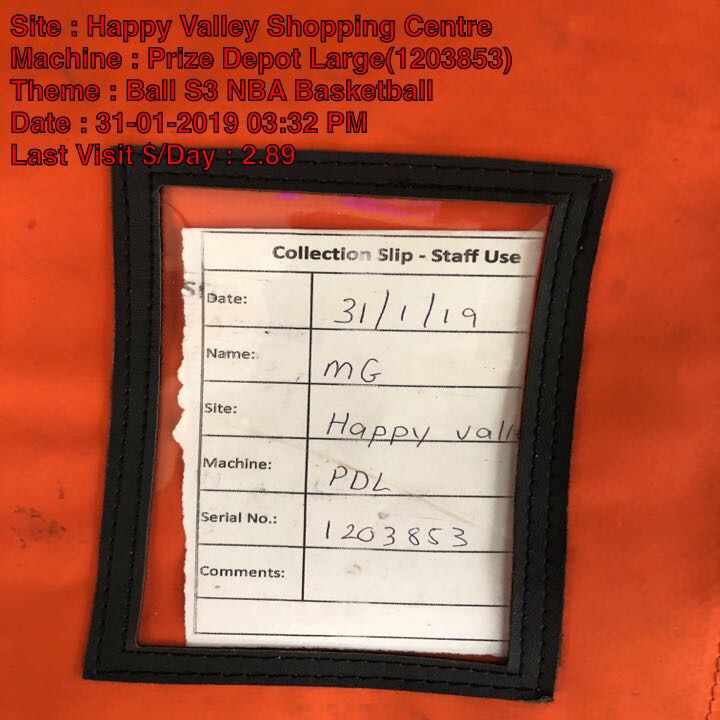 Site : Happy Valley Shopping Centre
Machine : Prize Depot Large(1203853)
Theme : Ball S3 NBA Basketball
Date : 31-01-2019 03:32 PM
Last Visit $/Day : 2.89
Collection Slip - Staff Use
Date: 31/1/19
Name: MG
Site: Happy vall
Machine: PDL
Serial No.: 1203853
Comments: